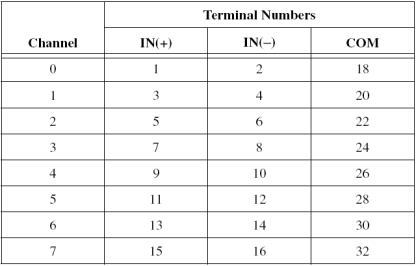 Terminal Numbers
Channel IN(+) IN(–) COM
0 1 2 18
1 3 4 20
2 5 6 22
3 7 8 24
4 9 10 26
5 11 12 28
6 13 14 30
7 15 16 32